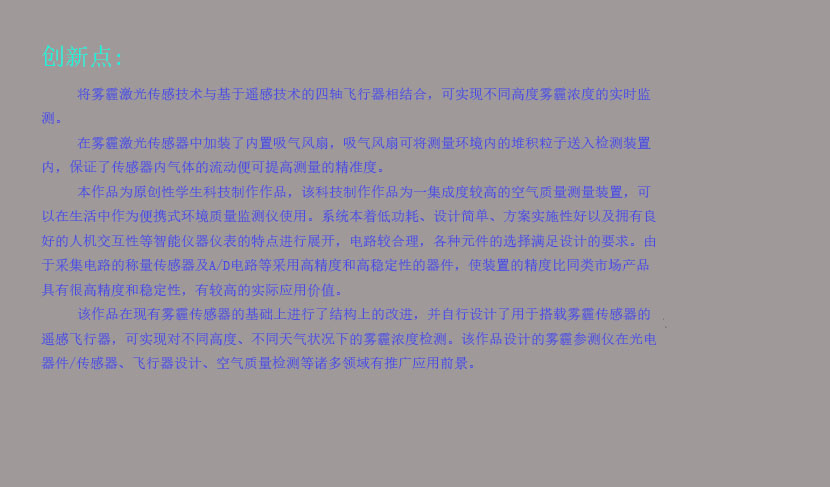 创新点:
将雾霾激光传感技术与基于遥感技术的四轴飞行器相结合，可实现不同高度雾霾浓度的实时监
测。
在雾霾激光传感器中加装了内置吸气风扇，吸气风扇可将测量环境内的堆积粒子送入检测装置
内，保证了传感器内气体的流动便可提高测量的精准度。
本作品为原创性学生科技制作作品，该科技制作作品为一集成度较高的空气质量测量装置，可
以在生活中作为便携式环境质量监测仪使用。系统本着低功耗、设计简单、方案实施性好以及拥有良
好的人机交互性等智能仪器仪表的特点进行展开，电路较合理，各种元件的选择满足设计的要求。由
于采集电路的称量传感器及A/D电路等采用高精度和高稳定性的器件，使装置的精度比同类市场产品
具有很高精度和稳定性，有较高的实际应用价值。
该作品在现有雾霾传感器的基础上进行了结构上的改进，并自行设计了用于搭载雾霾传感器的
遥感飞行器，可实现对不同高度、不同天气状况下的雾霾浓度检测。该作品设计的雾霾参测仪在光电
器件/传感器、飞行器设计、空气质量检测等诸多领域有推广应用前景。